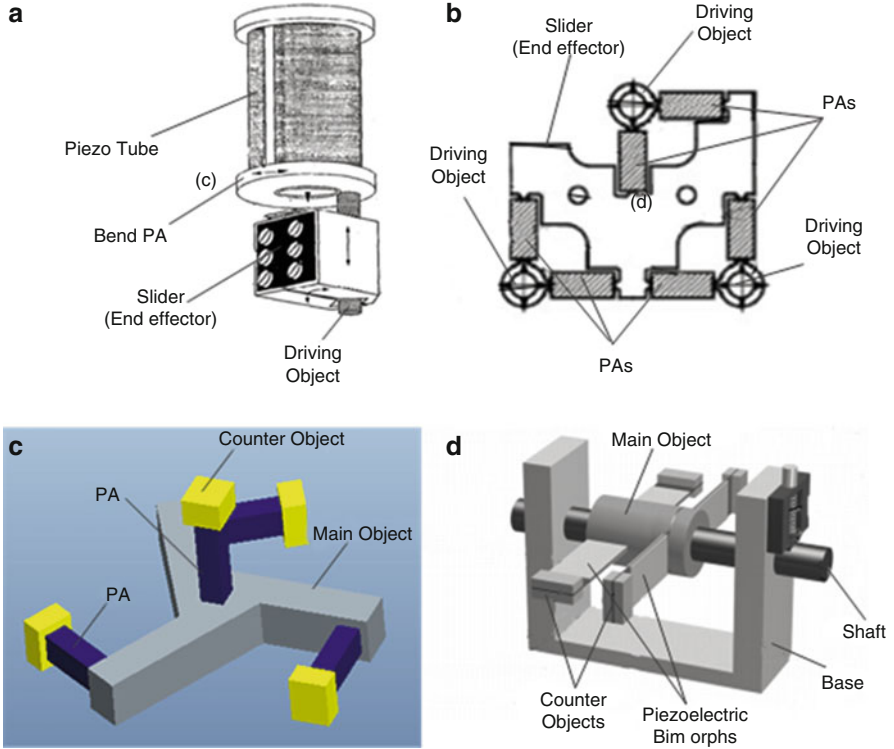 a
Piezo Tube
(c)
Bend PA
Slider
(End effector)
Driving
Object
b
Slider
(End effector)
Driving
Object
PAs
Driving
Object
(d)
Driving
Object
PAs
c
Counter Object
PA
Main Object
PA
d
Main Object
Shaft
Base
Counter
Objects
Piezoelectric
Bim orphs